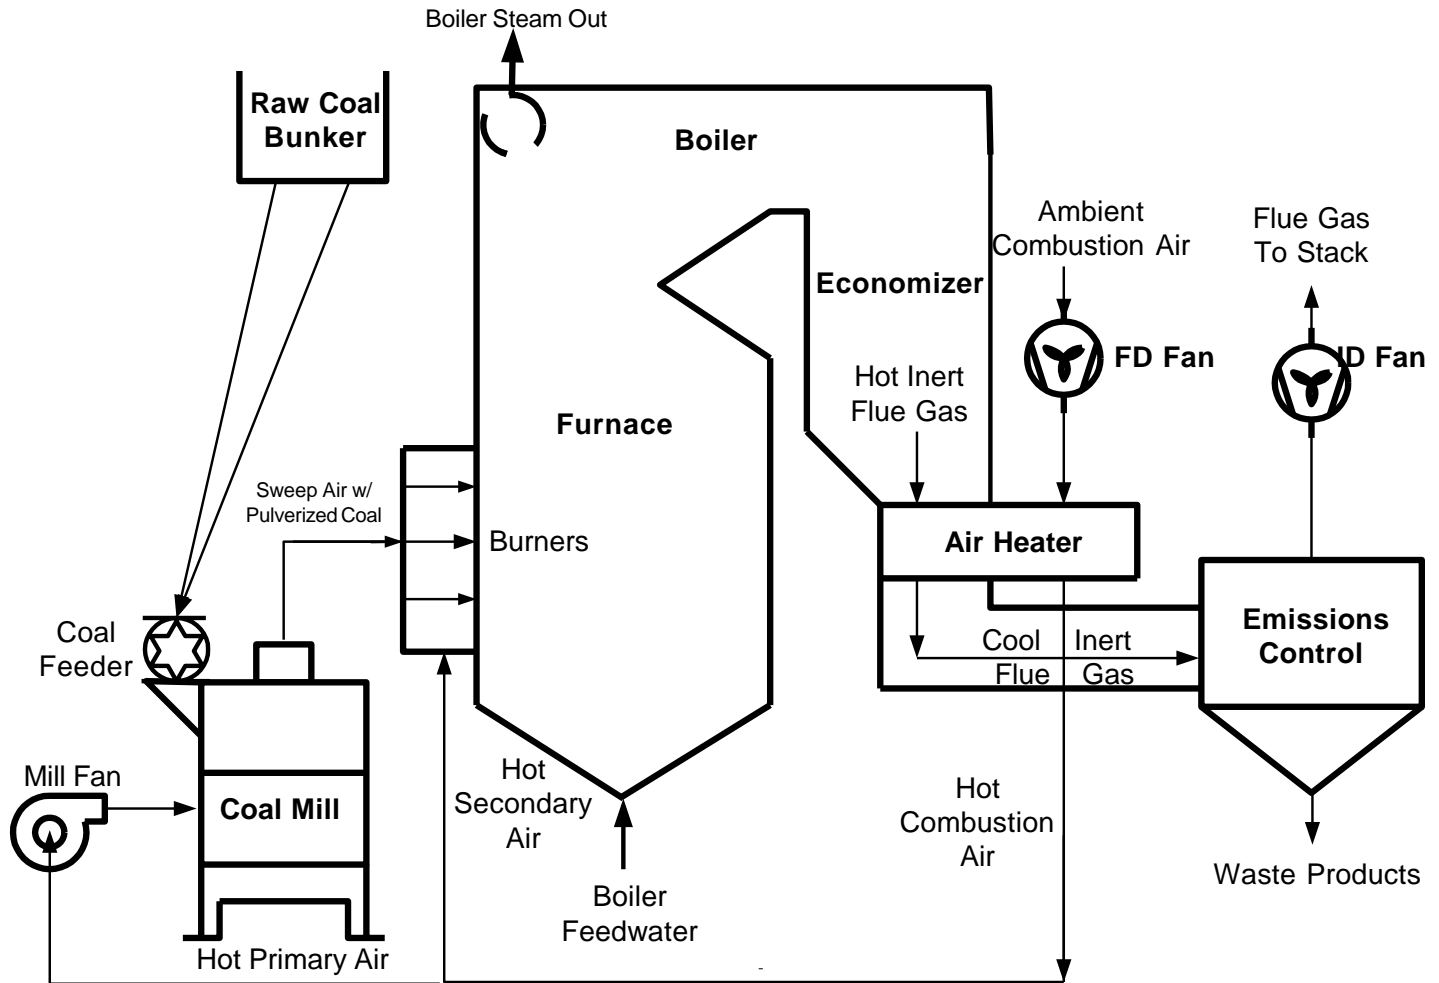 Boiler Steam Out
Raw Coal
Bunker
Boiler
Ambient
Combustion Air
Flue Gas
To Stack
Economizer
FD Fan
ID Fan
Hot Inert
Flue Gas
Furnace
Sweep Air w/
Pulverized Coal
Burners
Air Heater
Coal
Feeder
Cool Inert
Flue Gas
Emissions
Control
Mill Fan
Coal Mill
Hot
Secondary
Air
Hot
Combustion
Air
Boiler
Feedwater
Waste Products
Hot Primary Air